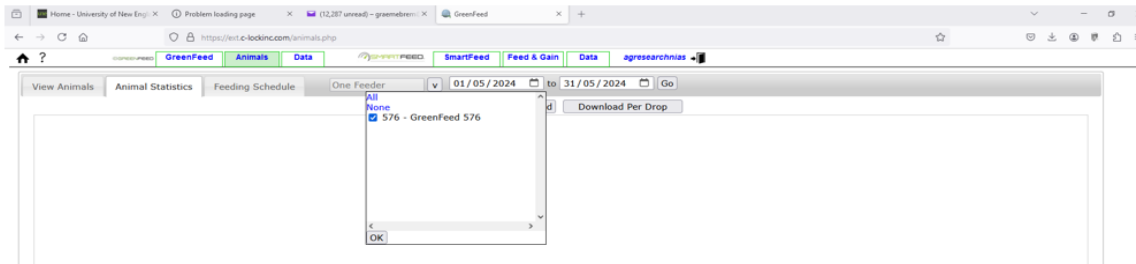 Home - University of New Engl × Problem loading page × (12,287 unread) - graemebrem × GreenFeed × +
https://ext.c-lockinc.com/animals.php
? GREENFEED GreenFeed Animals Data SMARTFEED SmartFeed Feed & Gain Data agresearchnias
View Animals Animal Statistics Feeding Schedule One Feeder v 01/05/2024 to 31/05/2024 Go
All
d Download Per Drop
None
576 - GreenFeed 576
< >
OK